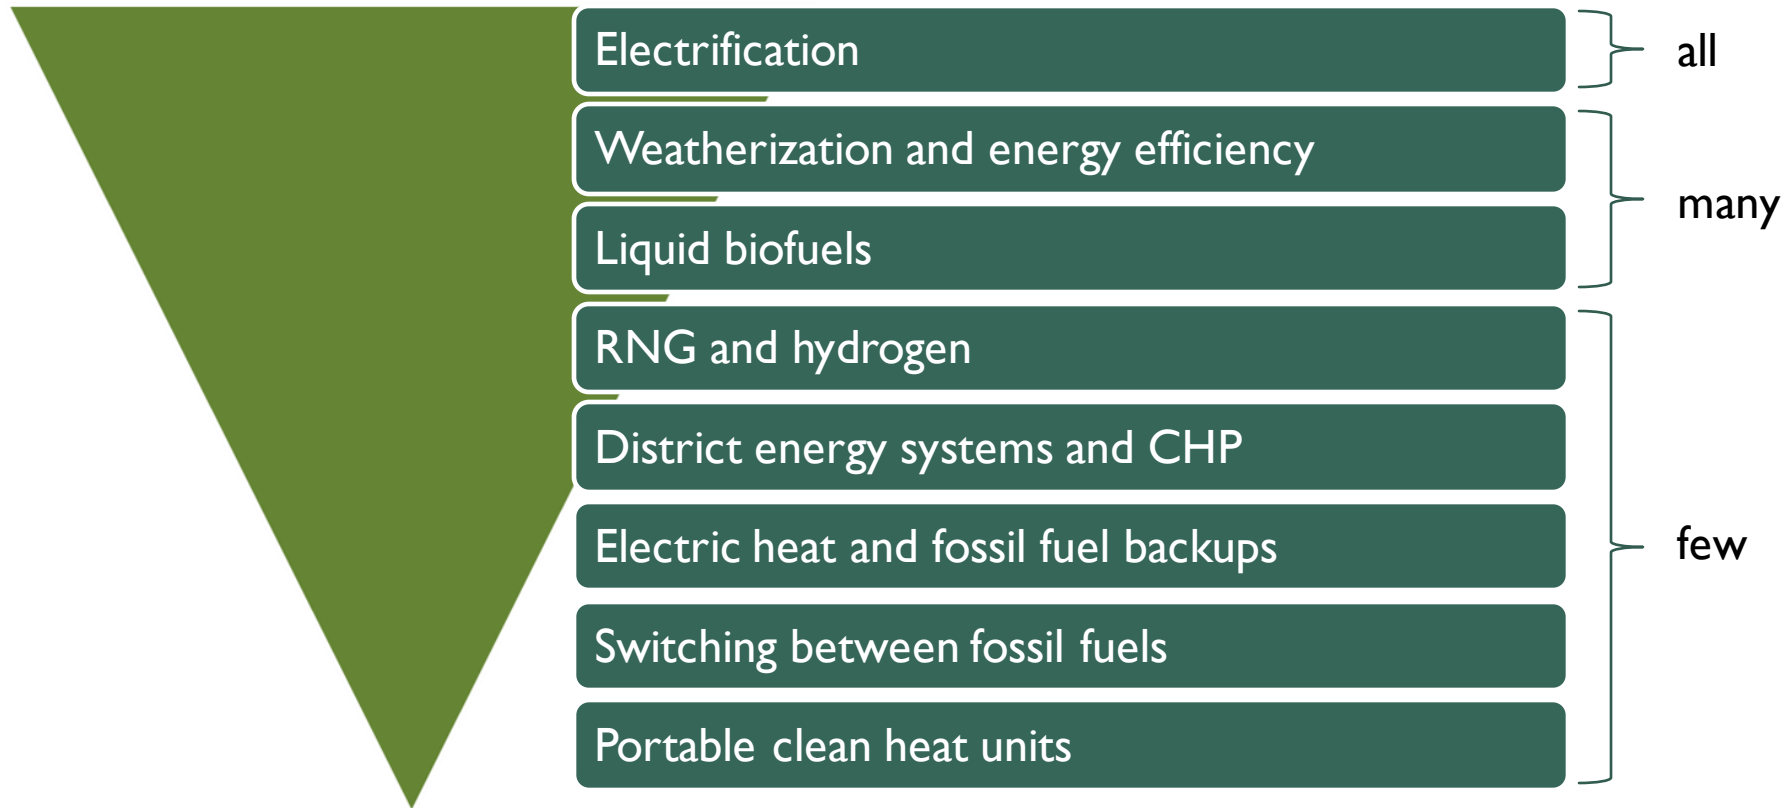 Electrification
all
Weatherization and energy efficiency
many
Liquid biofuels
RNG and hydrogen
District energy systems and CHP
Electric heat and fossil fuel backups
few
Switching between fossil fuels
Portable clean heat units